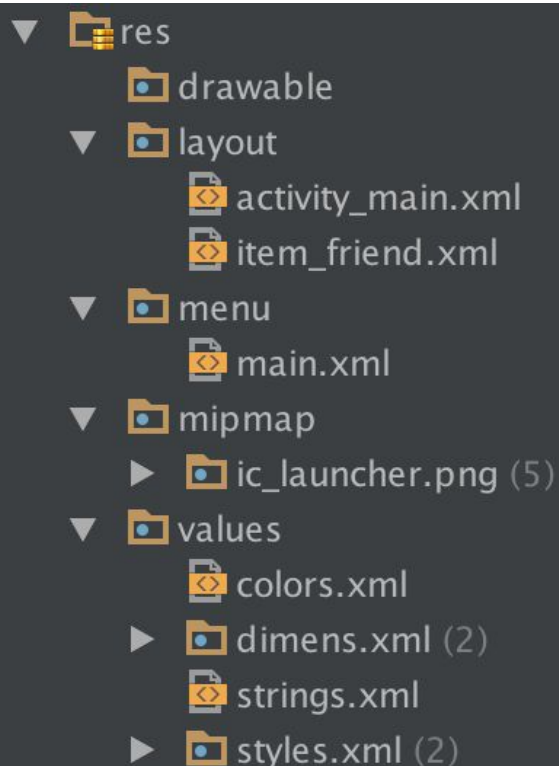 res
drawable
layout
activity_main.xml
item_friend.xml
menu
main.xml
mipmap
ic_launcher.png (5)
values
colors.xml
dimens.xml (2)
strings.xml
styles.xml (2)